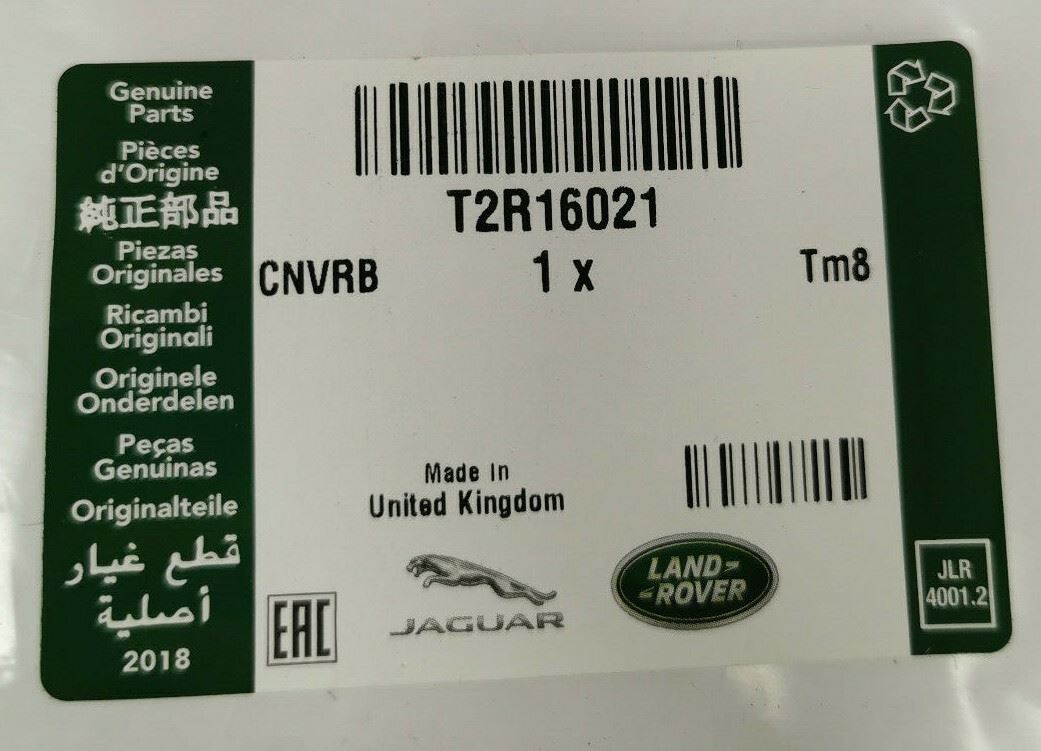 Genuine
Parts
Pièces
d'Origine
純正部品
Piezas
Originales
Ricambi
Originali
Originele
Onderdelen
Peças
Genuinas
Originalteile
قطع غيار
أصلية
2018
T2R16021
CNVRB 1 x Tm8
Made In
United Kingdom
EAC
JAGUAR
LAND-
-ROVER
JLR
4001.2